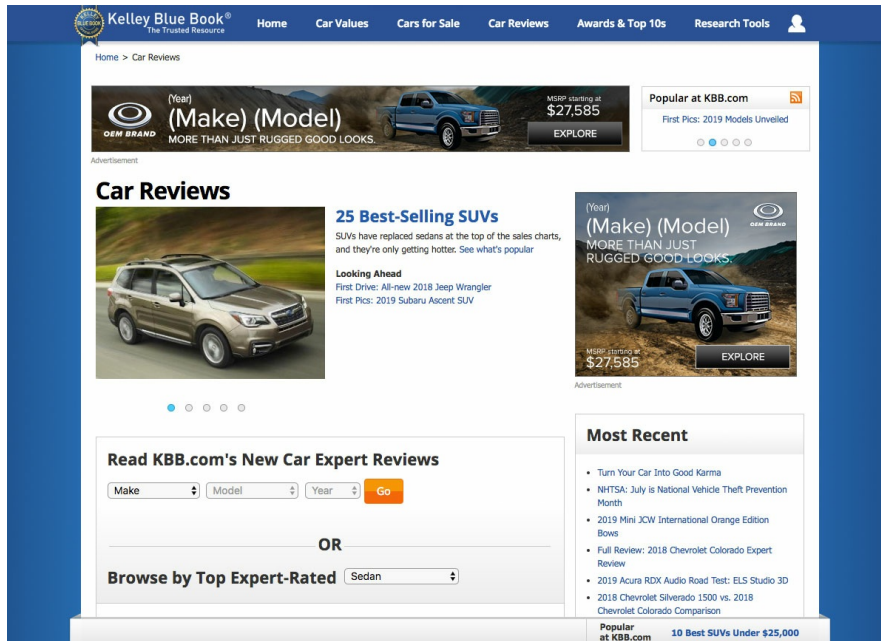 Kelley Blue Book®
The Trusted Resource
Home
Car Values
Cars for Sale
Car Reviews
Awards & Top 10s
Research Tools
Home > Car Reviews
OEM BRAND
(Year)
(Make) (Model)
MORE THAN JUST RUGGED GOOD LOOKS.
MSRP starting at
$27,585
EXPLORE
Advertisement
Popular at KBB.com
First Pics: 2019 Models Unveiled
Car Reviews
25 Best-Selling SUVs
SUVs have replaced sedans at the top of the sales charts,
and they're only getting hotter. See what's popular
Looking Ahead
First Drive: All-new 2018 Jeep Wrangler
First Pics: 2019 Subaru Ascent SUV
(Year)
(Make) (Model)
OEM BRAND
MORE THAN JUST
RUGGED GOOD LOOKS.
MSRP starting at
$27,585
EXPLORE
Advertisement
Read KBB.com's New Car Expert Reviews
Make
Model
Year
Go
OR
Browse by Top Expert-Rated
Sedan
Most Recent
Turn Your Car Into Good Karma
NHTSA: July is National Vehicle Theft Prevention
Month
2019 Mini JCW International Orange Edition
Bows
Full Review: 2018 Chevrolet Colorado Expert
Review
2019 Acura RDX Audio Road Test: ELS Studio 3D
2018 Chevrolet Silverado 1500 vs. 2018
Chevrolet Colorado Comparison
Popular
at KBB.com
10 Best SUVs Under $25,000